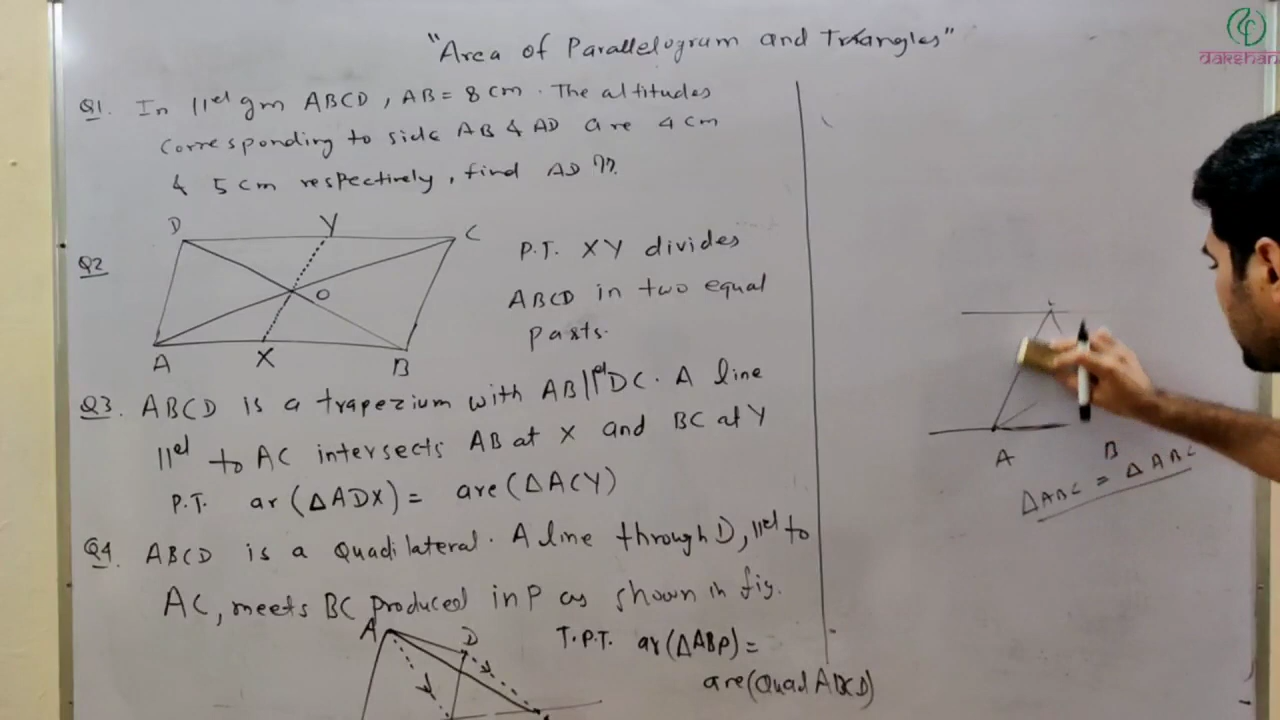 "Area of Parallelogram and Triangles"
Q1. In 11el gm ABCD, AB = 8 cm. The altitudes
corresponding to side AB & AD are 4 cm
& 5 cm respectively, find AD ??.
Q2
D Y C
O
A X B
P.T. XY divides
ABCD in two equal
parts.
Q3. ABCD is a trapezium with AB||el DC. A line
11el to AC intersects AB at X and BC at Y
P.T. ar(ΔADX) = are(ΔACY)
Q4 ABCD is a Quadilateral. A line through D, 11el to
AC, meets BC produced in P as shown in fig.
A D
T.P.T. ar(ΔABP) =
are(Quad ABCD)
A B
ΔABC = ΔABC
dakshan